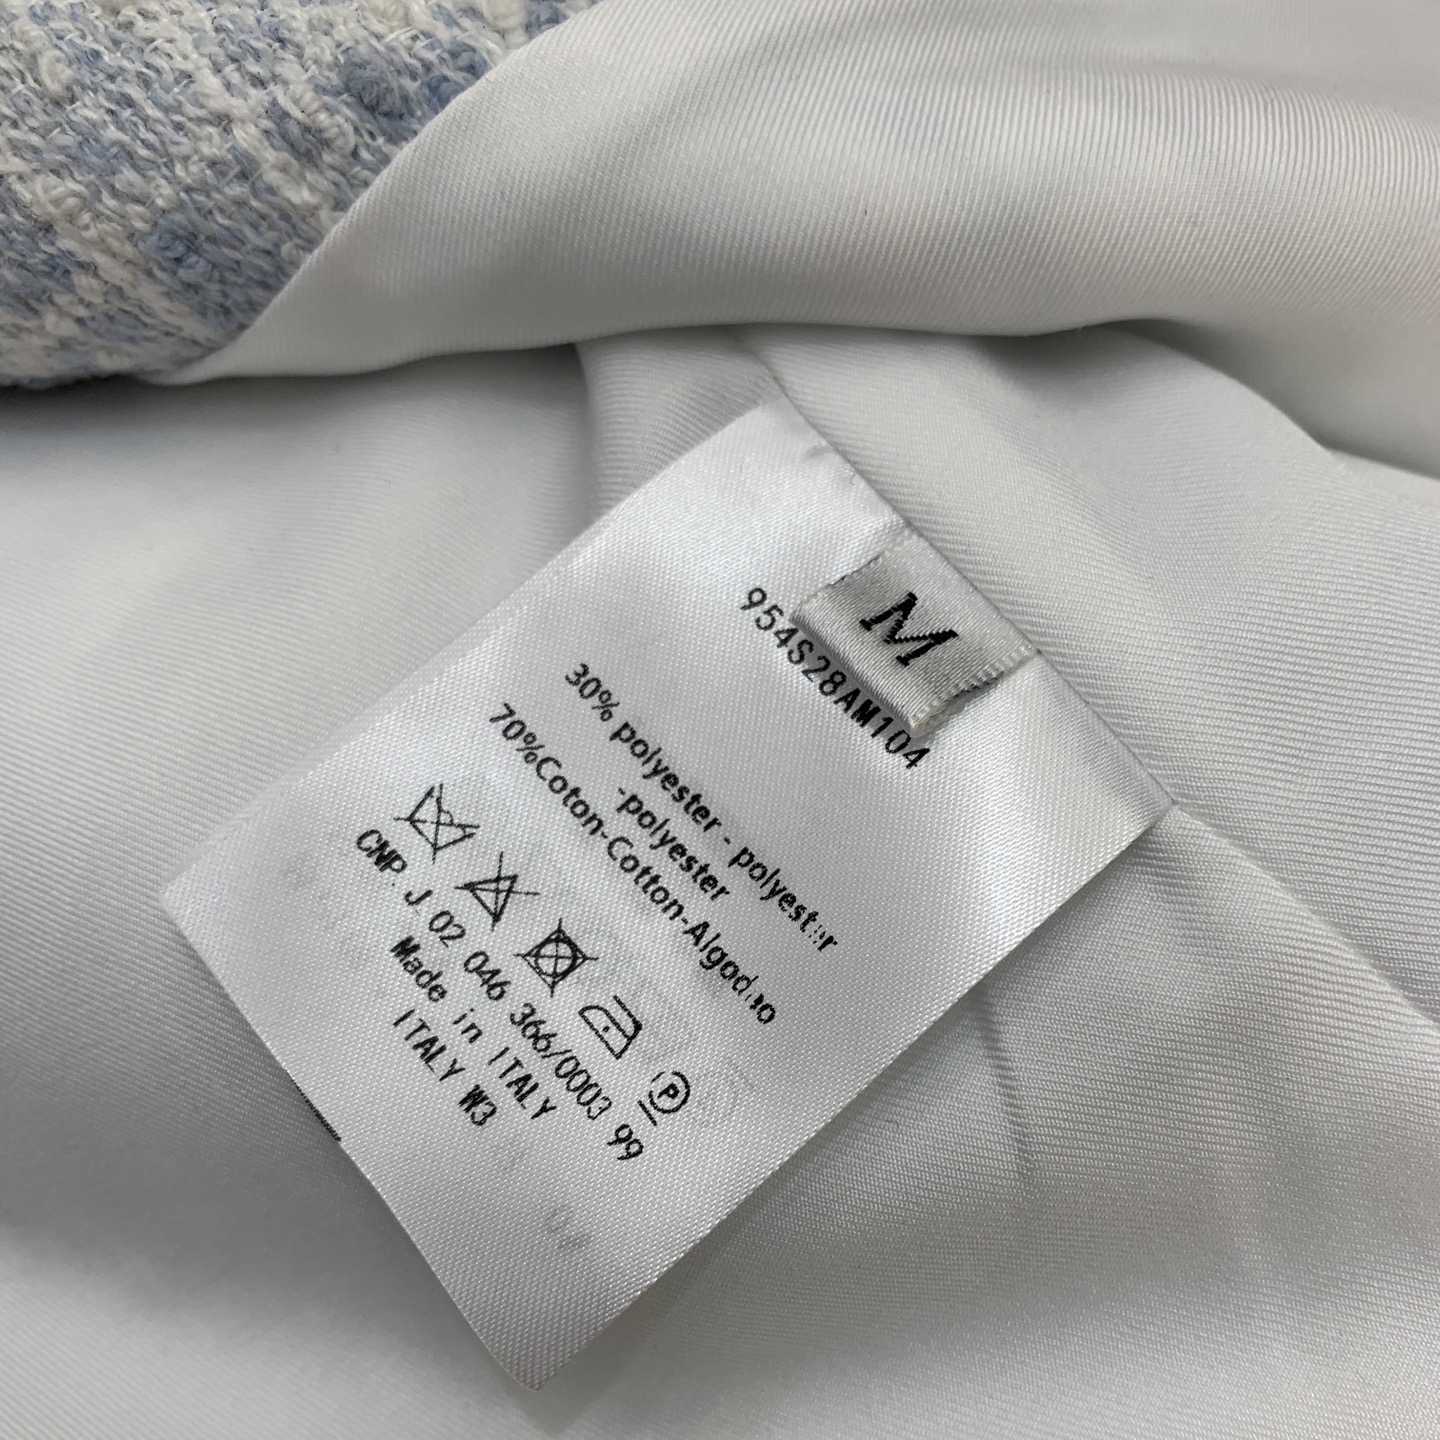 M
954S28AM104
30% polyester - polyester
-polyester
70%Coton-Cotton-Algod
P
CNP. J 02 046 366/0003 99
Made in ITALY
ITALY W3